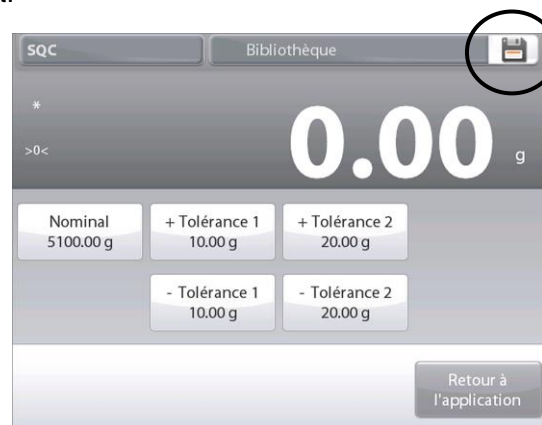 SQC
Bibliothèque
*
>0<
0.00 g
Nominal
5100.00 g
+ Tolérance 1
10.00 g
+ Tolérance 2
20.00 g
- Tolérance 1
10.00 g
- Tolérance 2
20.00 g
Retour à
l'application